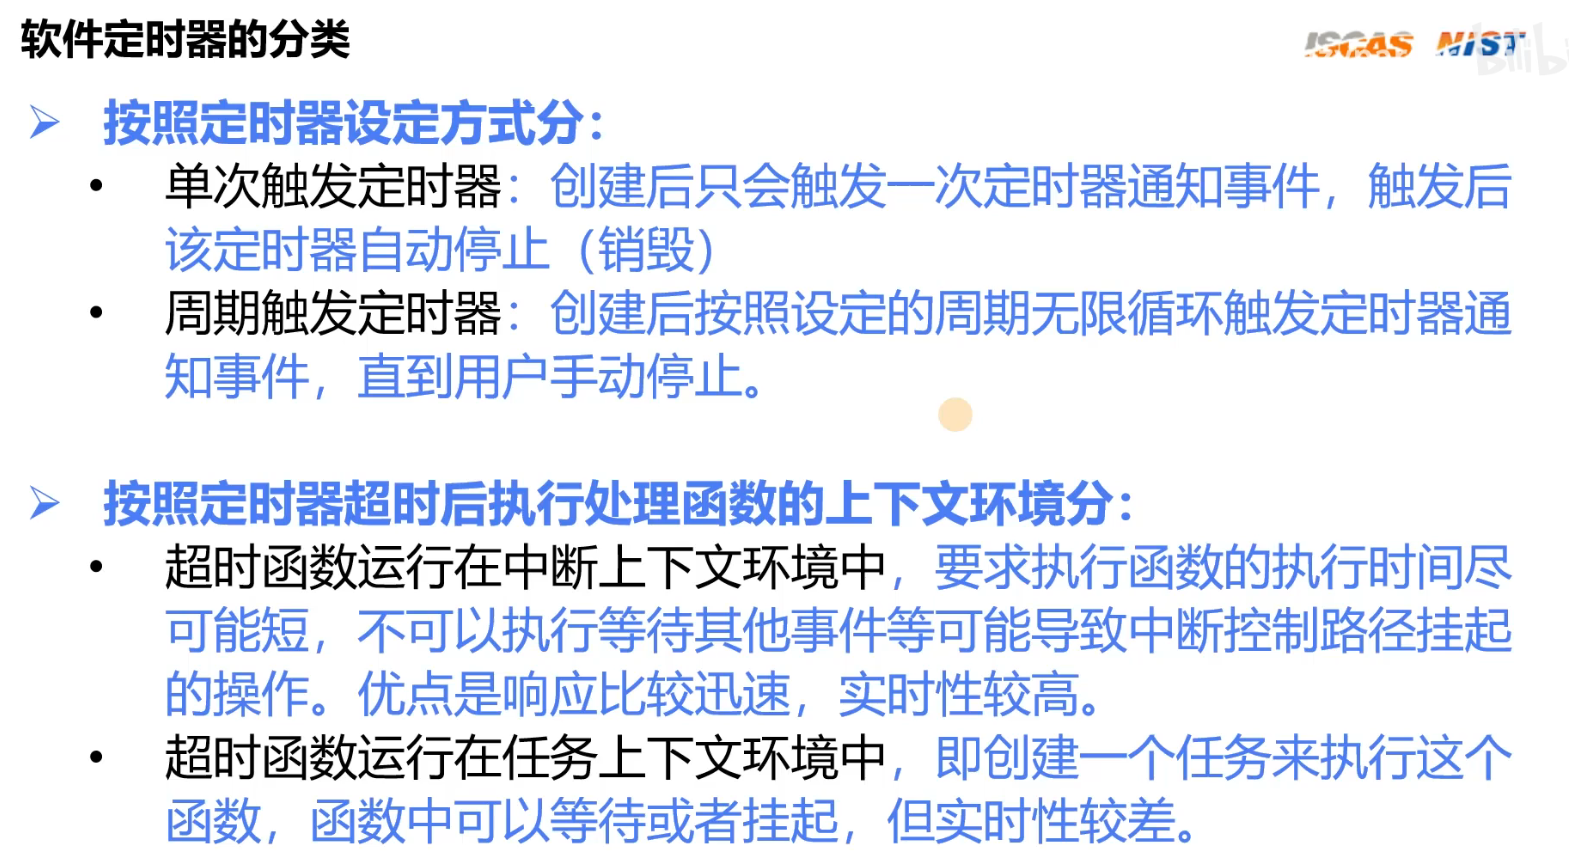 软件定时器的分类
ISCAS NIST
bilibi
按照定时器设定方式分：
单次触发定时器：创建后只会触发一次定时器通知事件，触发后
该定时器自动停止（销毁）
周期触发定时器：创建后按照设定的周期无限循环触发定时器通
知事件，直到用户手动停止。
按照定时器超时后执行处理函数的上下文环境分：
超时函数运行在中断上下文环境中，要求执行函数的执行时间尽
可能短，不可以执行等待其他事件等可能导致中断控制路径挂起
的操作。优点是响应比较迅速，实时性较高。
超时函数运行在任务上下文环境中，即创建一个任务来执行这个
函数，函数中可以等待或者挂起，但实时性较差。